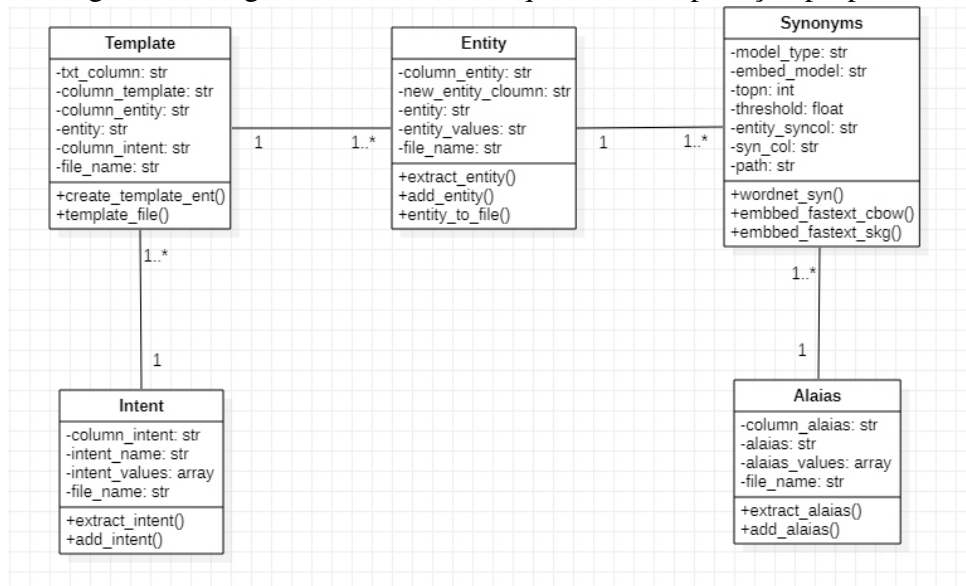 Template
-txt_column: str
-column_template: str
-column_entity: str
-entity: str
-column_intent: str
-file_name: str
+create_template_ent()
+template_file()
1
1..*
Entity
-column_entity: str
-new_entity_cloumn: str
-entity: str
-entity_values: str
-file_name: str
+extract_entity()
+add_entity()
+entity_to_file()
1
1..*
Synonyms
-model_type: str
-embed_model: str
-topn: int
-threshold: float
-entity_syncol: str
-syn_col: str
-path: str
+wordnet_syn()
+embbed_fastext_cbow()
+embbed_fastext_skg()
1..*
1
Intent
-column_intent: str
-intent_name: str
-intent_values: array
-file_name: str
+extract_intent()
+add_intent()
1..*
1
Alaias
-column_alaias: str
-alaias: str
-alaias_values: array
-file_name: str
+extract_alaias()
+add_alaias()